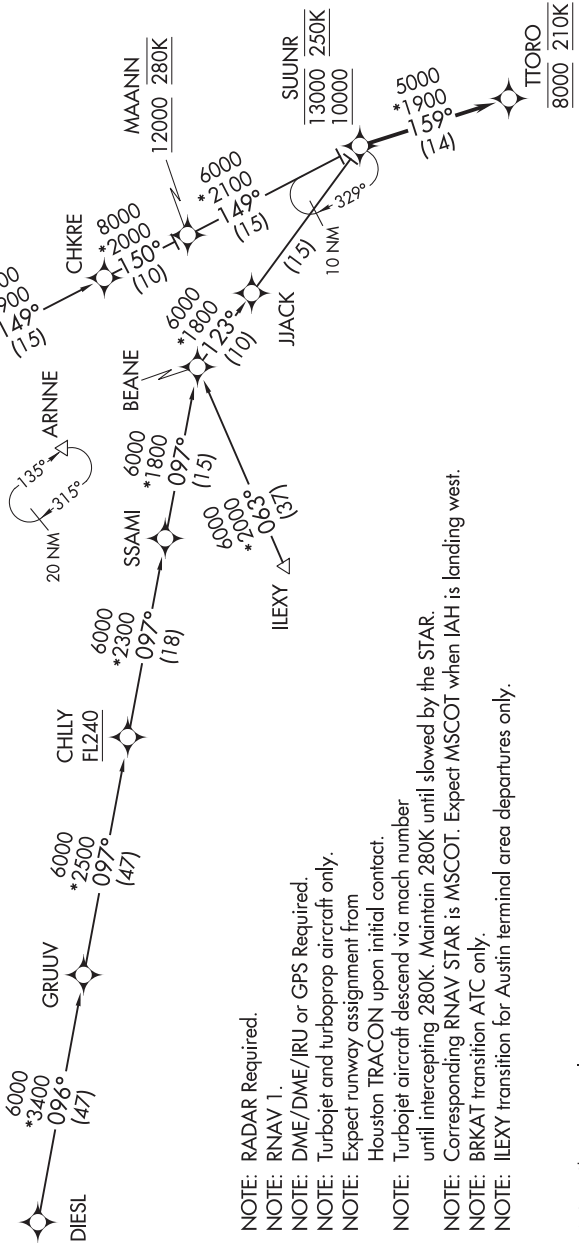 DIESL
6000
*3400
096°
(47)
GRUUV
6000
*2500
097°
(47)
CHLLY
FL240
6000
*2300
097°
(18)
SSAMI
6000
*1800
097°
(15)
20 NM
135°
315°
ARNNE
ILEXY
6000
*2000
063°
(37)
BEANE
6000
*1800
123°
(10)
JJACK
(15)
149°
(15)
CHKRE
8000
*2000
150°
(10)
MAANN
12000 280K
6000
*2100
149°
(15)
10 NM
329°
SUUNR
13000 250K
10000
5000
*1900
159°
(14)
TTORO
8000 210K
NOTE: RADAR Required.
NOTE: RNAV 1.
NOTE: DME/DME/IRU or GPS Required.
NOTE: Turbojet and turboprop aircraft only.
NOTE: Expect runway assignment from
Houston TRACON upon initial contact.
NOTE: Turbojet aircraft descend via mach number
until intercepting 280K. Maintain 280K until slowed by the STAR.
NOTE: Corresponding RNAV STAR is MSCOT. Expect MSCOT when IAH is landing west.
NOTE: BRKAT transition ATC only.
NOTE: ILEXY transition for Austin terminal area departures only.